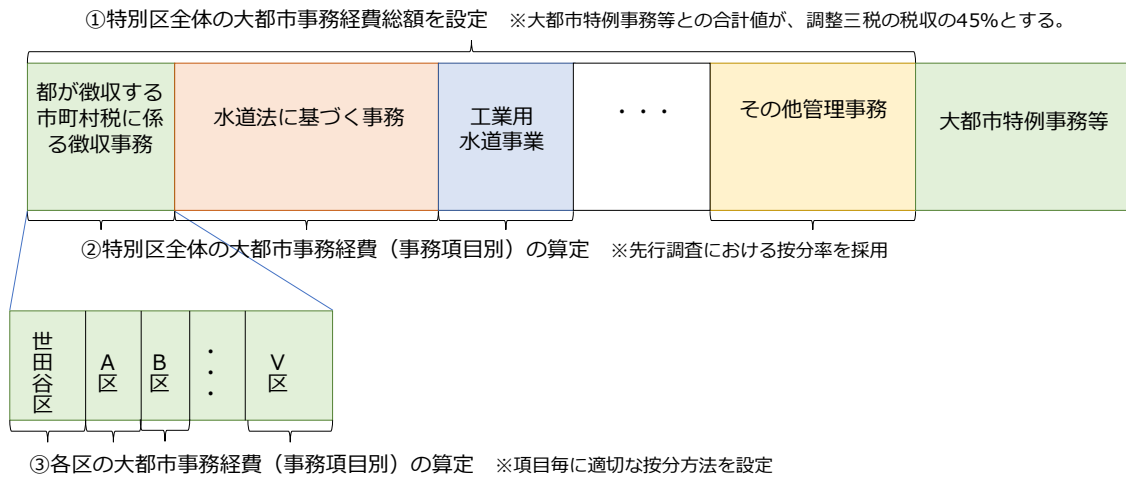 ①特別区全体の大都市事務経費総額を設定 ※大都市特例事務等との合計値が、調整三税の税収の45%とする。
都が徴収する
市町村税に係
る徴収事務
水道法に基づく事務
工業用
水道事業
・・・
その他管理事務
大都市特例事務等
②特別区全体の大都市事務経費（事務項目別）の算定 ※先行調査における按分率を採用
世田谷区
A区
B区
・・・
V区
③各区の大都市事務経費（事務項目別）の算定 ※項目毎に適切な按分方法を設定